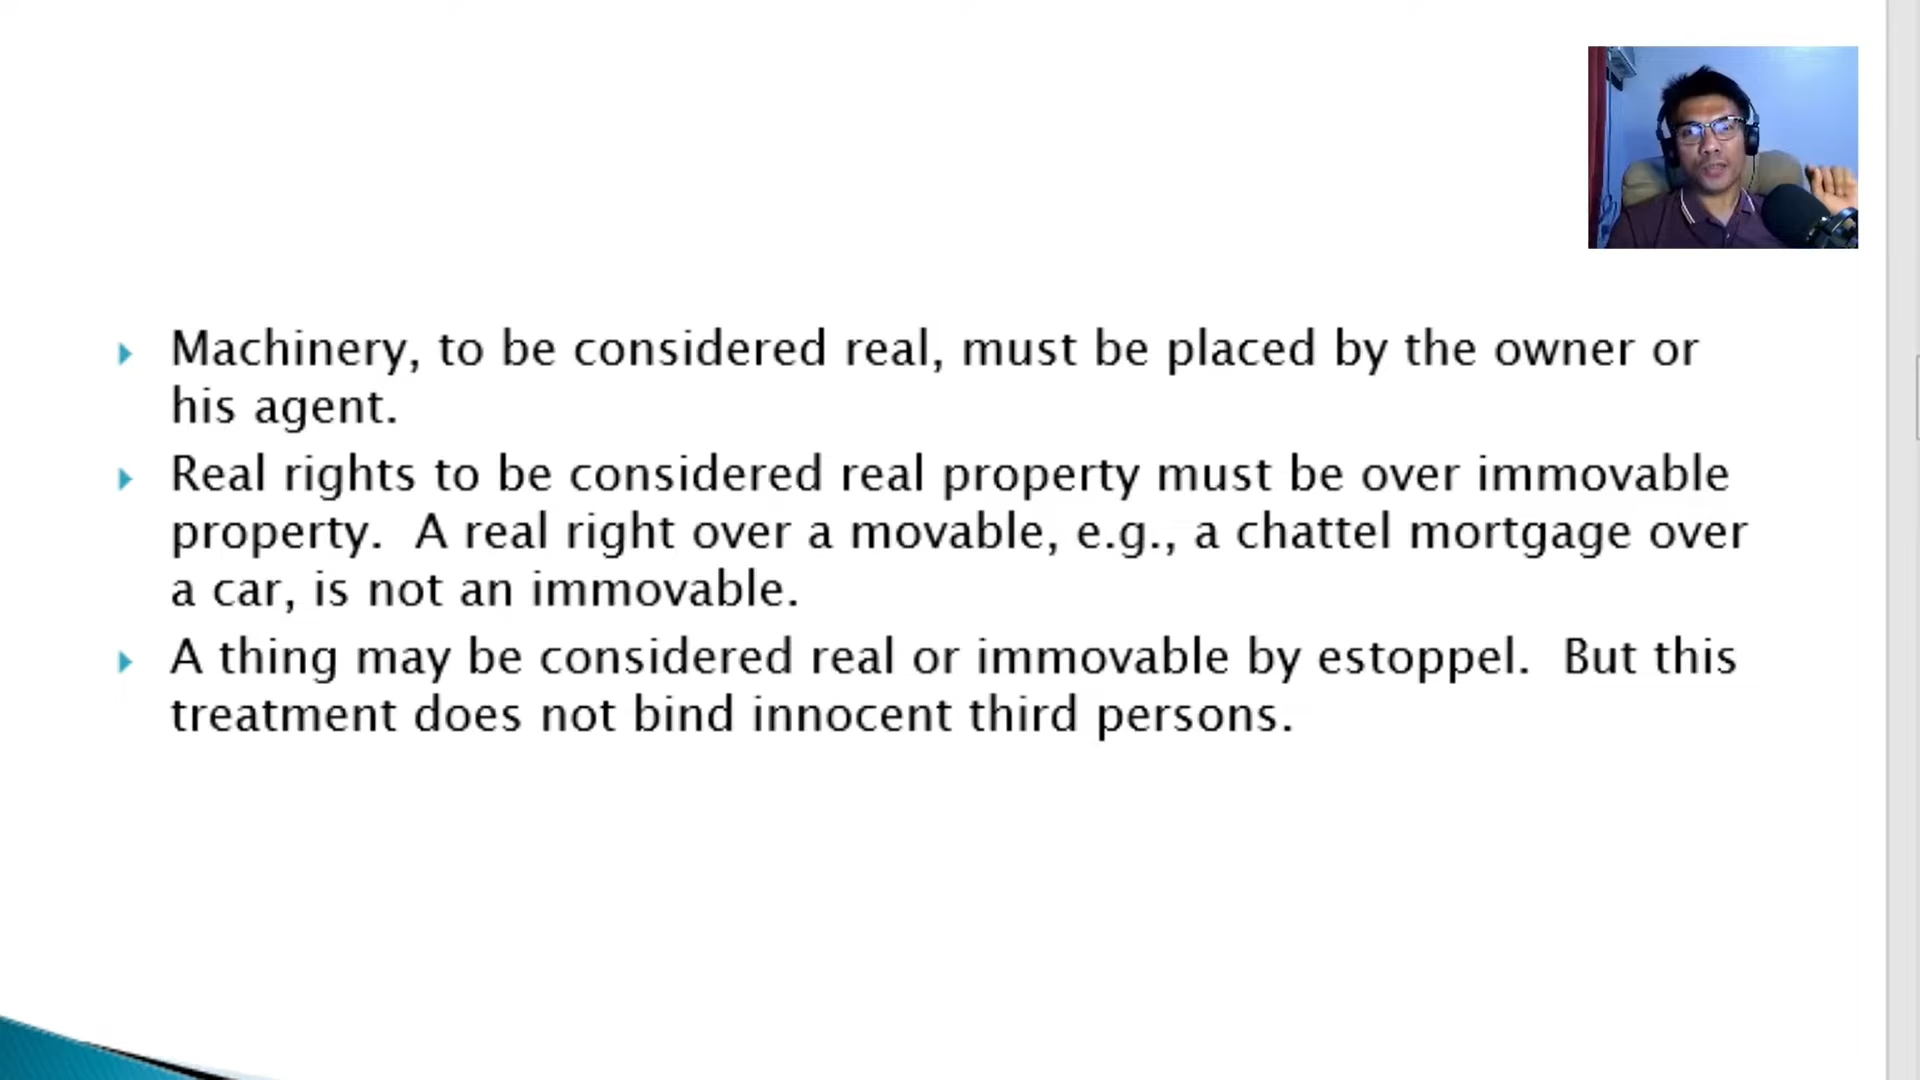 Machinery, to be considered real, must be placed by the owner or
his agent.
Real rights to be considered real property must be over immovable
property.  A real right over a movable, e.g., a chattel mortgage over
a car, is not an immovable.
A thing may be considered real or immovable by estoppel.  But this
treatment does not bind innocent third persons.